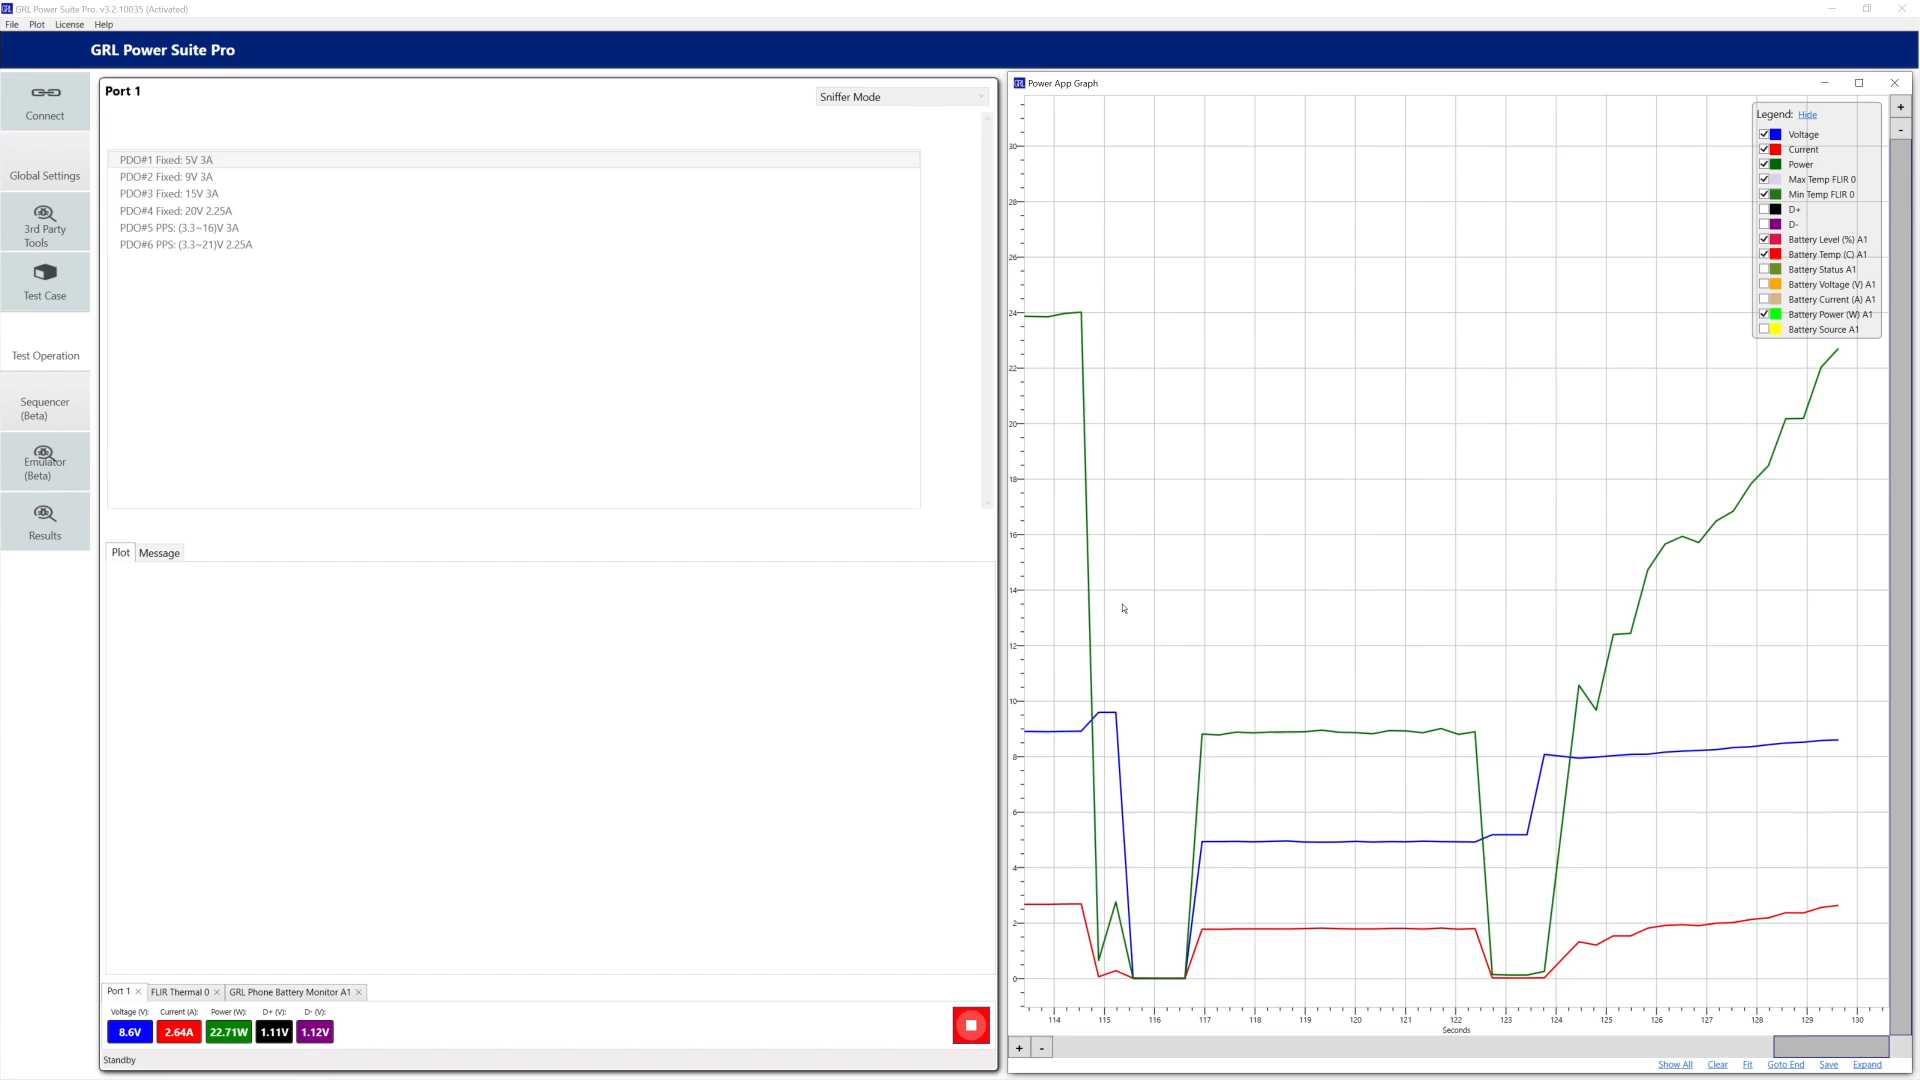 GRL Power Suite Pro. v3.2.10035 (Activated)
File Plot License Help
GRL Power Suite Pro
Connect
Global Settings
3rd Party
Tools
Test Case
Test Operation
Sequencer
(Beta)
Emulator
(Beta)
Results
Port 1
Sniffer Mode
PDO#1 Fixed: 5V 3A
PDO#2 Fixed: 9V 3A
PDO#3 Fixed: 15V 3A
PDO#4 Fixed: 20V 2.25A
PDO#5 PPS: (3.3~16)V 3A
PDO#6 PPS: (3.3~21)V 2.25A
Plot Message
Port 1 FLIR Thermal 0 GRL Phone Battery Monitor A1
Voltage (V): Current (A): Power (W): D+ (V): D- (V):
8.6V 2.64A 22.71W 1.11V 1.12V
Standby
GRL Power App Graph
+
-
Legend: Hide
Voltage
Current
Power
Max Temp FLIR 0
Min Temp FLIR 0
D+
D-
Battery Level (%) A1
Battery Temp (C) A1
Battery Status A1
Battery Voltage (V) A1
Battery Current (A) A1
Battery Power (W) A1
Battery Source A1
30
28
26
24
22
20
18
16
14
12
10
8
6
4
2
0
114 115 116 117 118 119 120 121 122 123 124 125 126 127 128 129 130
Seconds
+ -
Show All Clear Fit Goto End Save Expand